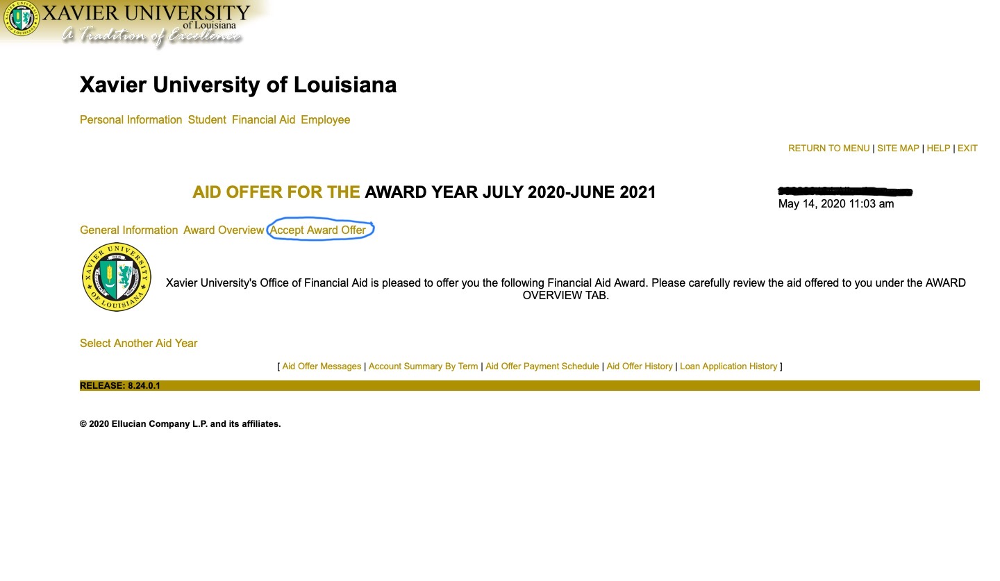 XAVIER UNIVERSITY
of Louisiana
A Tradition of Excellence
Xavier University of Louisiana
Personal Information Student Financial Aid Employee
RETURN TO MENU | SITE MAP | HELP | EXIT
AID OFFER FOR THE AWARD YEAR JULY 2020-JUNE 2021
May 14, 2020 11:03 am
General Information Award Overview Accept Award Offer
XAVIER UNIVERSITY
OF LOUISIANA
Xavier University's Office of Financial Aid is pleased to offer you the following Financial Aid Award. Please carefully review the aid offered to you under the AWARD
OVERVIEW TAB.
Select Another Aid Year
[ Aid Offer Messages | Account Summary By Term | Aid Offer Payment Schedule | Aid Offer History | Loan Application History ]
RELEASE: 8.24.0.1
© 2020 Ellucian Company L.P. and its affiliates.